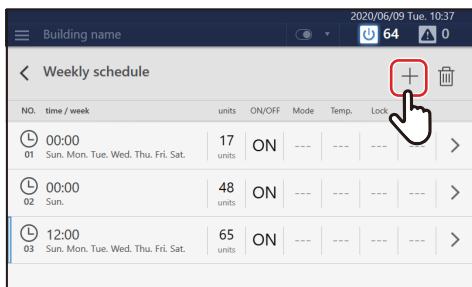 2020/06/09 Tue. 10:37
Building name 64 0
Weekly schedule
NO. time / week units ON/OFF Mode Temp. Lock
00:00 17 ON --- --- --- ---
01 Sun. Mon. Tue. Wed. Thu. Fri. Sat. units
00:00 48 ON --- --- --- ---
02 Sun. units
12:00 65 ON --- --- --- ---
03 Sun. Mon. Tue. Wed. Thu. Fri. Sat. units